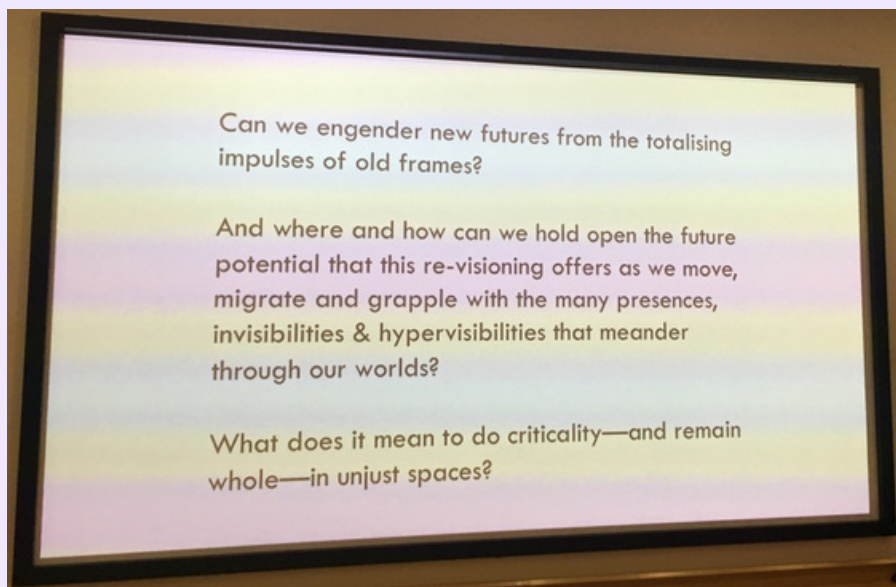 Can we engender new futures from the totalising
impulses of old frames?
And where and how can we hold open the future
potential that this re-visioning offers as we move,
migrate and grapple with the many presences,
invisibilities & hypervisibilities that meander
through our worlds?
What does it mean to do criticality—and remain
whole—in unjust spaces?